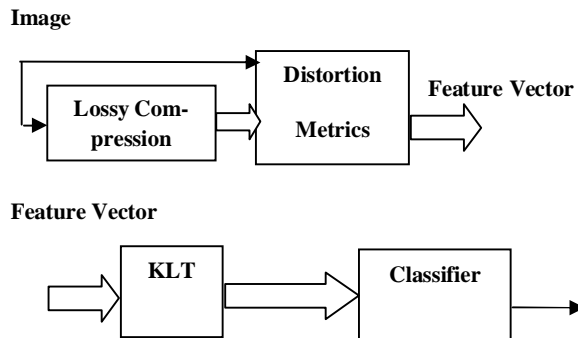 Image
Distortion
Metrics
Lossy Com-
pression
Feature Vector
Feature Vector
KLT
Classifier